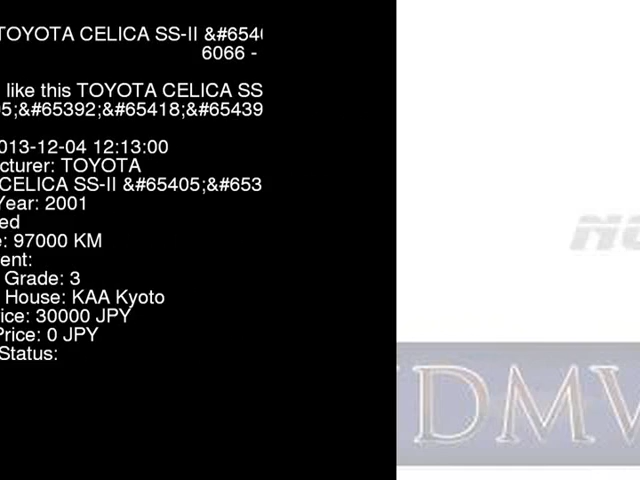 TOYOTA CELICA SS-II &#654
6066 -
like this TOYOTA CELICA SS
5;&#65392;&#65418;&#65439
013-12-04 12:13:00
cturer: TOYOTA
CELICA SS-II &#65405;&#653
Year: 2001
ed
e: 97000 KM
ent:
Grade: 3
House: KAA Kyoto
ice: 30000 JPY
Price: 0 JPY
Status:
DMV